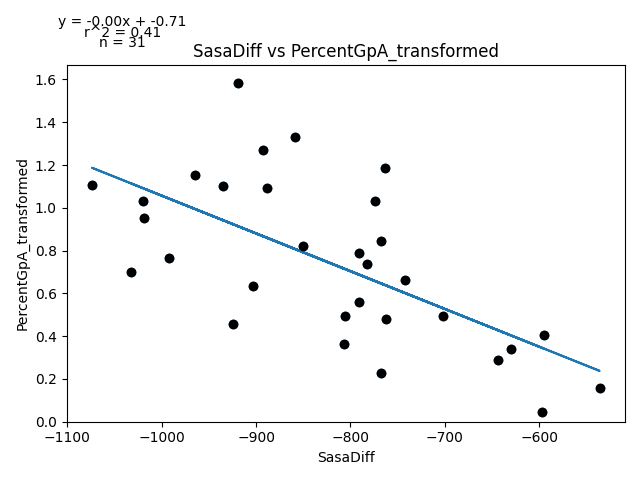 y = -0.00x + -0.71
r^2 = 0.41
n = 31
SasaDiff vs PercentGpA_transformed
PercentGpA_transformed
1.6
1.4
1.2
1.0
0.8
0.6
0.4
0.2
0.0
−1100 −1000 −900 −800 −700 −600
SasaDiff